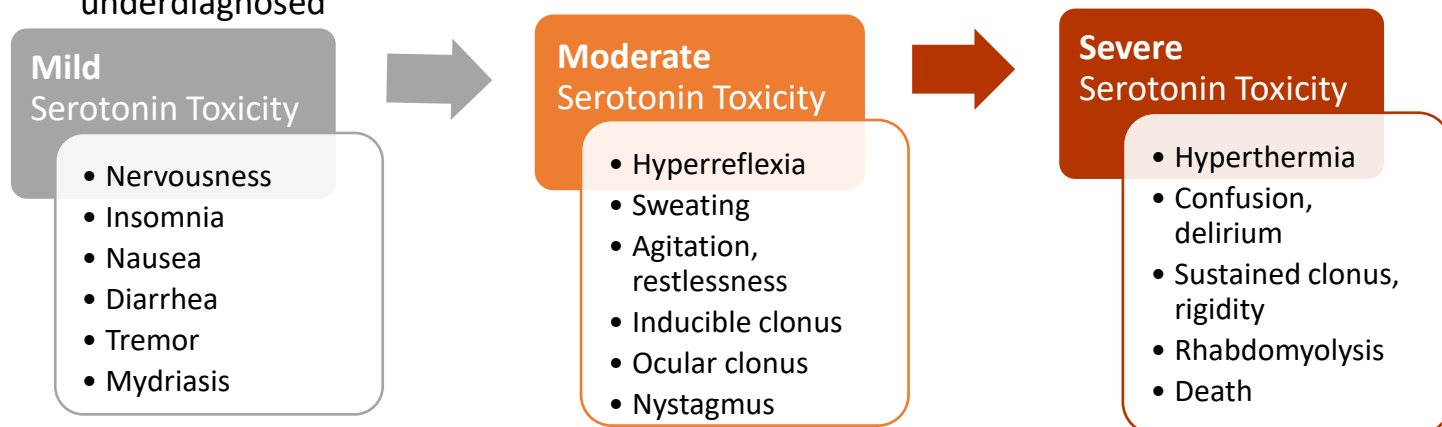 underdiagnosed
Mild
Serotonin Toxicity
• Nervousness
• Insomnia
• Nausea
• Diarrhea
• Tremor
• Mydriasis
Moderate
Serotonin Toxicity
• Hyperreflexia
• Sweating
• Agitation,
restlessness
• Inducible clonus
• Ocular clonus
• Nystagmus
Severe
Serotonin Toxicity
• Hyperthermia
• Confusion,
delirium
• Sustained clonus,
rigidity
• Rhabdomyolysis
• Death